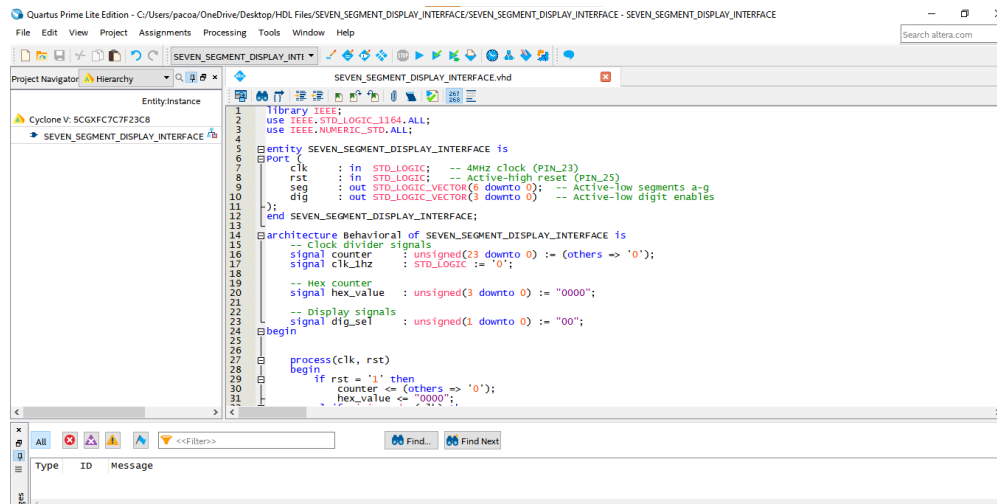 Quartus Prime Lite Edition - C:/Users/pacoa/OneDrive/Desktop/HDL Files/SEVEN_SEGMENT_DISPLAY_INTERFACE/SEVEN_SEGMENT_DISPLAY_INTERFACE - SEVEN_SEGMENT_DISPLAY_INTERFACE
File Edit View Project Assignments Processing Tools Window Help
Search altera.com
SEVEN_SEGMENT_DISPLAY_INTE
Project Navigator Hierarchy
SEVEN_SEGMENT_DISPLAY_INTERFACE.vhd
Entity:Instance
Cyclone V: 5CGXFC7C7F23C8
SEVEN_SEGMENT_DISPLAY_INTERFACE
267
268
1 library IEEE;
2 use IEEE.STD_LOGIC_1164.ALL;
3 use IEEE.NUMERIC_STD.ALL;
4
5 entity SEVEN_SEGMENT_DISPLAY_INTERFACE is
6 Port (
7 clk : in STD_LOGIC; -- 4MHz clock (PIN_23)
8 rst : in STD_LOGIC; -- Active-high reset (PIN_25)
9 seg : out STD_LOGIC_VECTOR(6 downto 0); -- Active-low segments a-g
10 dig : out STD_LOGIC_VECTOR(3 downto 0) -- Active-low digit enables
11 );
12 end SEVEN_SEGMENT_DISPLAY_INTERFACE;
13
14 architecture Behavioral of SEVEN_SEGMENT_DISPLAY_INTERFACE is
15 -- Clock divider signals
16 signal counter : unsigned(23 downto 0) := (others => '0');
17 signal clk_1hz : STD_LOGIC := '0';
18
19 -- Hex counter
20 signal hex_value : unsigned(3 downto 0) := "0000";
21
22 -- Display signals
23 signal dig_sel : unsigned(1 downto 0) := "00";
24 begin
25
26
27 process(clk, rst)
28 begin
29 if rst = '1' then
30 counter <= (others => '0');
31 hex_value <= "0000";
All <<Filter>> Find... Find Next
Type ID Message